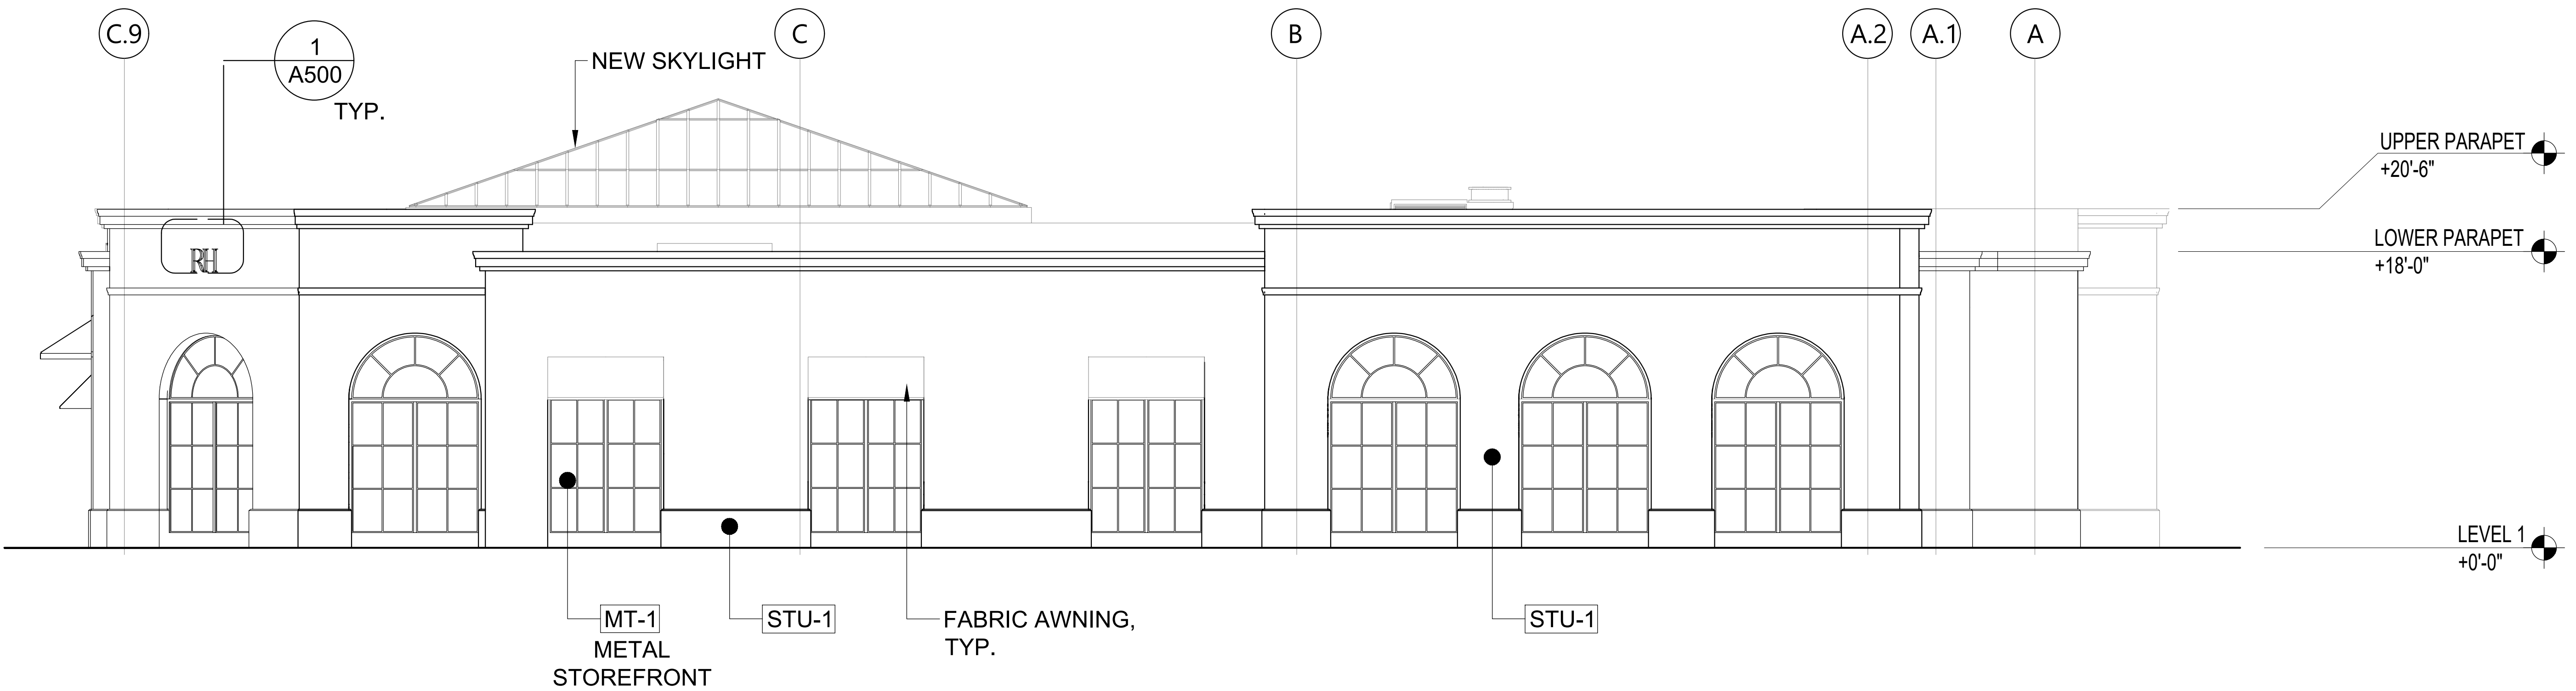 C.9
1
A500
TYP.
NEW SKYLIGHT
C
B
A.2
A.1
A
UPPER PARAPET
+20'-6"
LOWER PARAPET
+18'-0"
RH
LEVEL 1
+0'-0"
MT-1
METAL
STOREFRONT
STU-1
FABRIC AWNING,
TYP.
STU-1